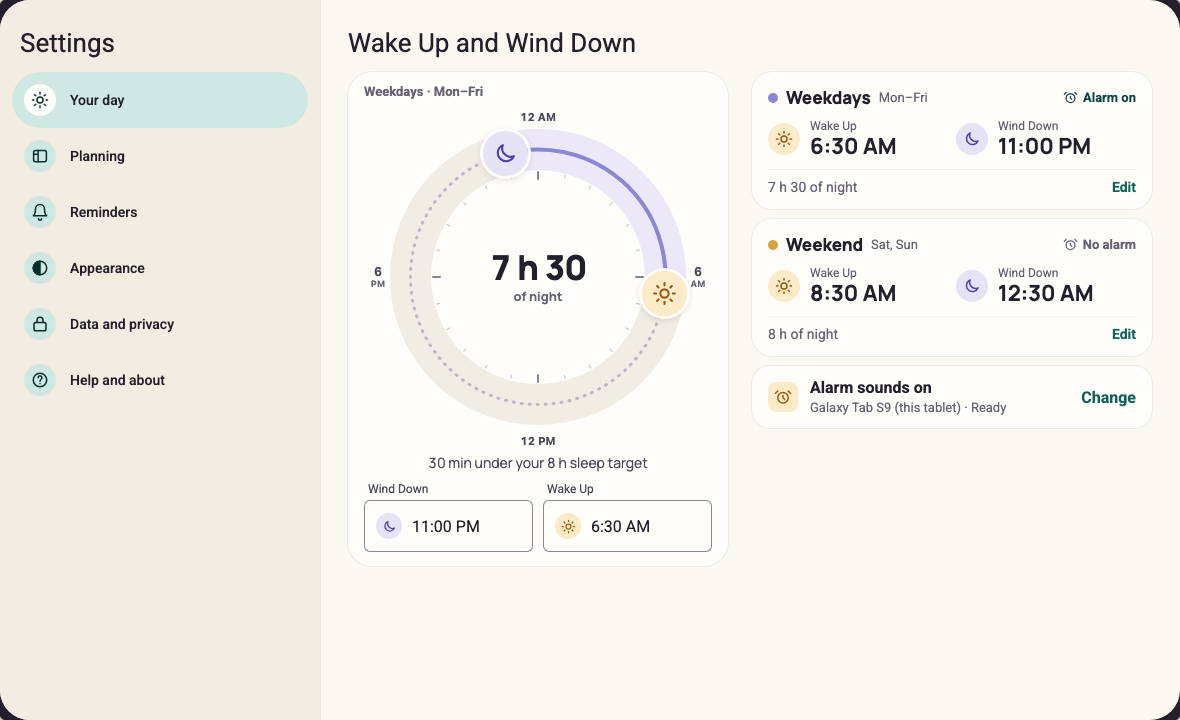 Settings
Your day
Planning
Reminders
Appearance
Data and privacy
Help and about
Wake Up and Wind Down
Weekdays · Mon–Fri
12 AM
6 PM
7 h 30
of night
6 AM
12 PM
30 min under your 8 h sleep target
Wind Down
11:00 PM
Wake Up
6:30 AM
Weekdays Mon–Fri Alarm on
Wake Up
6:30 AM
Wind Down
11:00 PM
7 h 30 of night Edit
Weekend Sat, Sun No alarm
Wake Up
8:30 AM
Wind Down
12:30 AM
8 h of night Edit
Alarm sounds on
Galaxy Tab S9 (this tablet) · Ready
Change